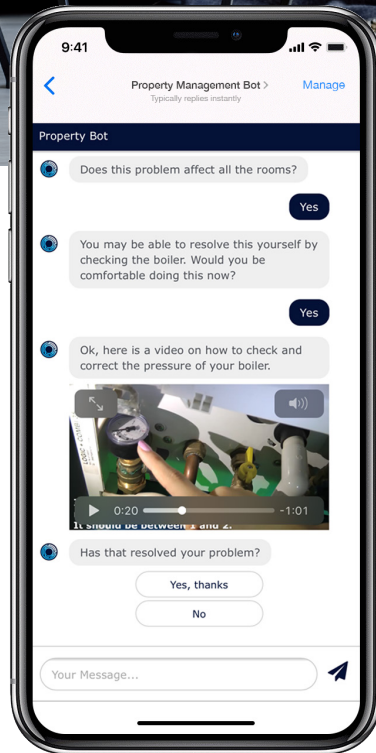 9:41
Property Management Bot >
Typically replies instantly
Manage
Property Bot
Does this problem affect all the rooms?
Yes
You may be able to resolve this yourself by
checking the boiler. Would you be
comfortable doing this now?
Yes
Ok, here is a video on how to check and
correct the pressure of your boiler.
0:20
-1:01
It should be between 1 and 2.
Has that resolved your problem?
Yes, thanks
No
Your Message...